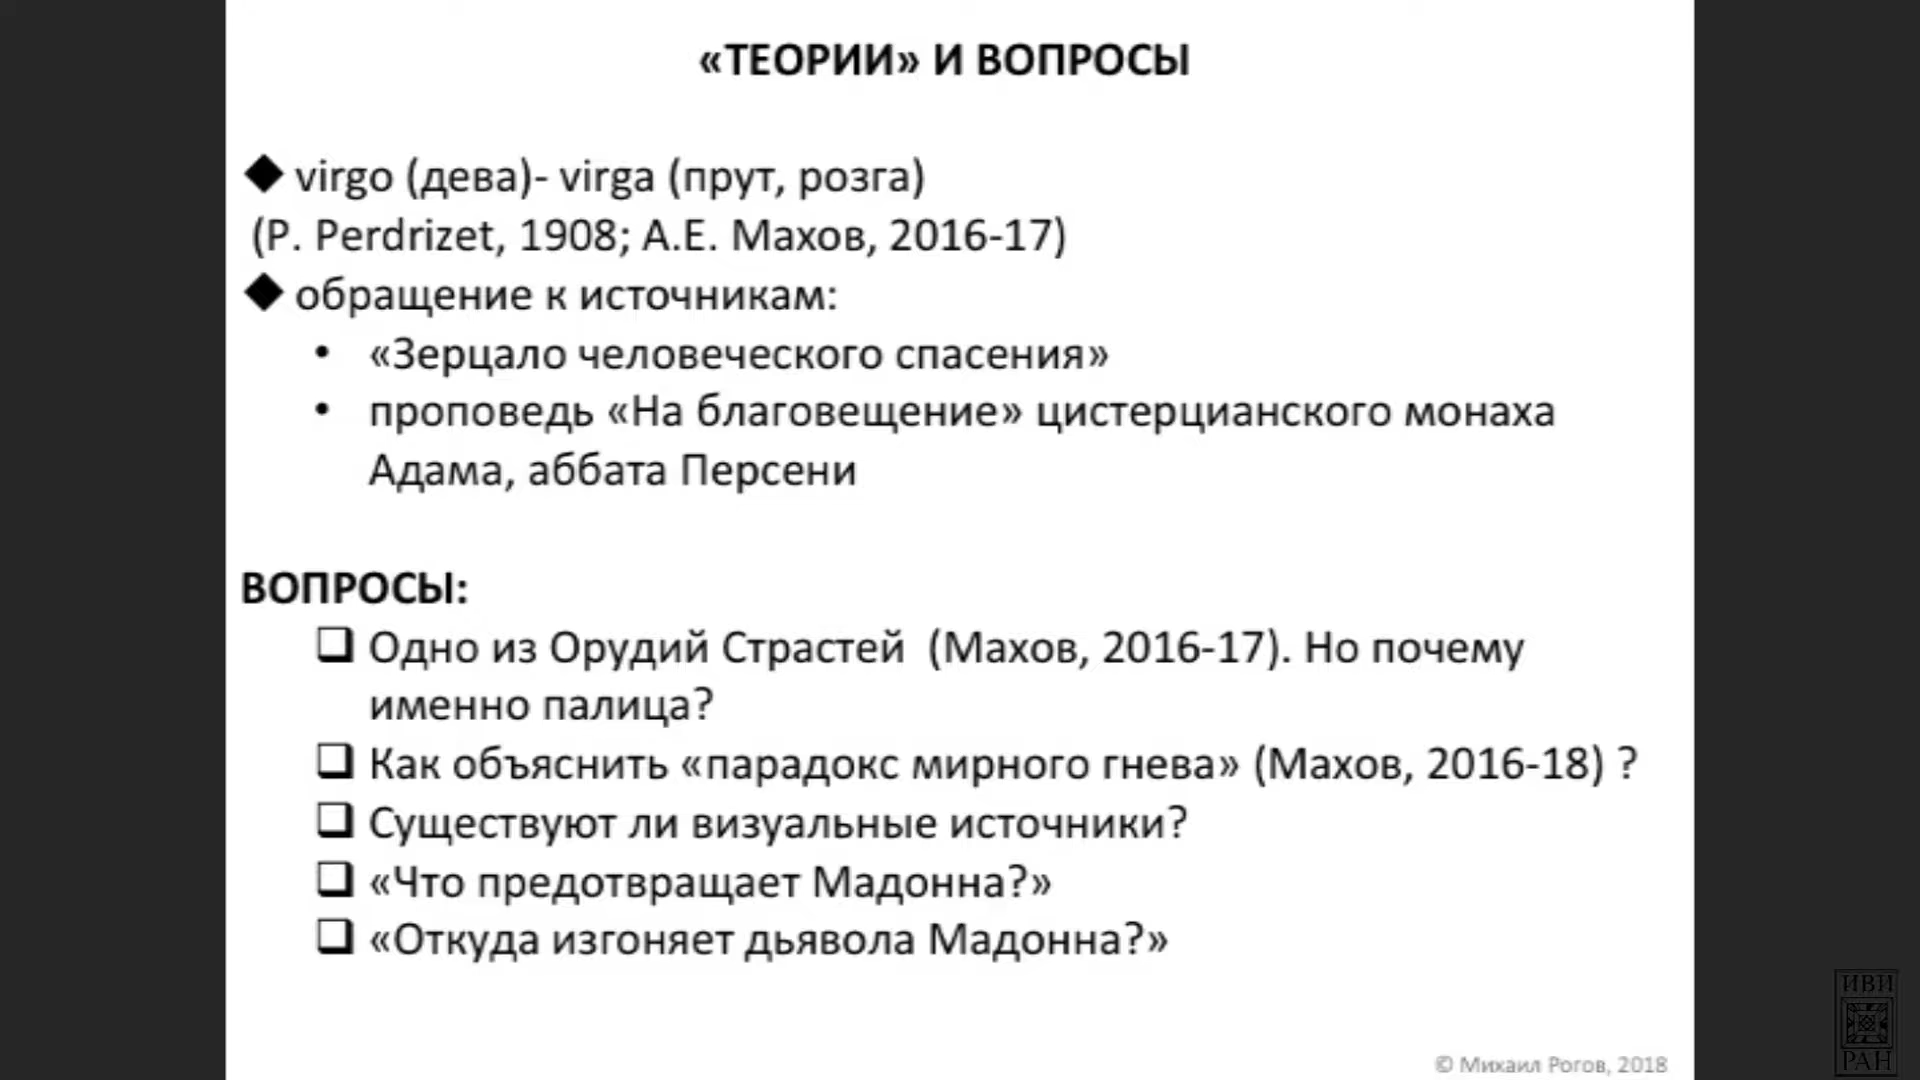 «ТЕОРИИ» И ВОПРОСЫ
◆ virgo (дева)- virga (прут, розга)
(P. Perdrizet, 1908; А.Е. Махов, 2016-17)
◆ обращение к источникам:
• «Зерцало человеческого спасения»
• проповедь «На благовещение» цистерцианского монаха
Адама, аббата Персени
ВОПРОСЫ:
❑ Одно из Орудий Страстей (Махов, 2016-17). Но почему
именно палица?
❑ Как объяснить «парадокс мирного гнева» (Махов, 2016-18) ?
❑ Существуют ли визуальные источники?
❑ «Что предотвращает Мадонна?»
❑ «Откуда изгоняет дьявола Мадонна?»
© Михаил Рогов, 2018
ИВИ
РАН